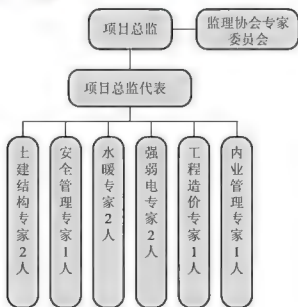 项目总监
监理协会专家
委员会
项目总监代表
土建结构专家2人
安全管理专家1人
水暖专家2人
强弱电专家2人
工程造价专家1人
内业管理专家1人